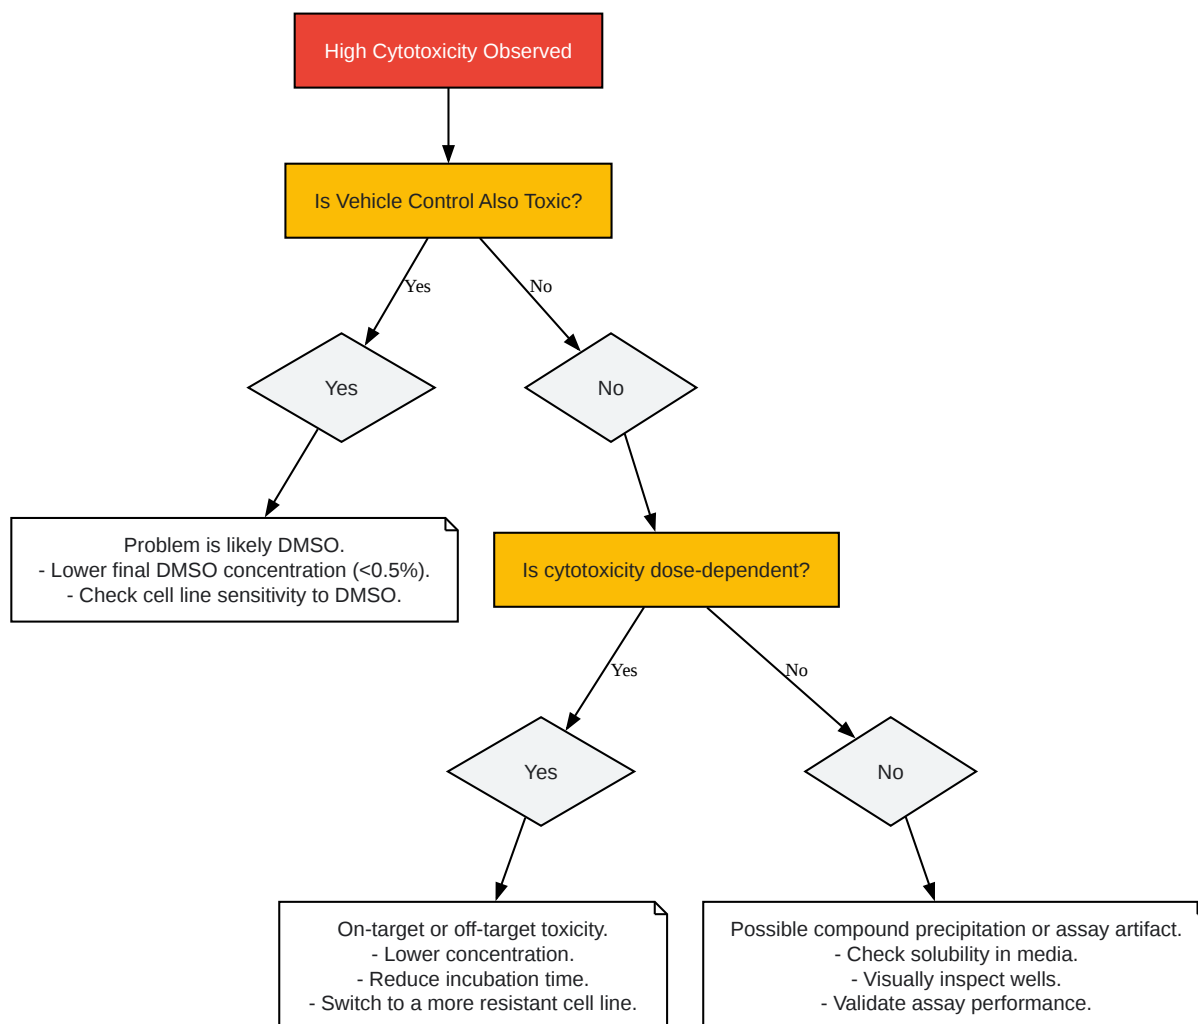 High Cytotoxicity Observed
Is Vehicle Control Also Toxic?
Yes
No
Yes
No
Problem is likely DMSO.
- Lower final DMSO concentration (<0.5%).
- Check cell line sensitivity to DMSO.
Is cytotoxicity dose-dependent?
Yes
No
Yes
No
On-target or off-target toxicity.
- Lower concentration.
- Reduce incubation time.
- Switch to a more resistant cell line.
Possible compound precipitation or assay artifact.
- Check solubility in media.
- Visually inspect wells.
- Validate assay performance.